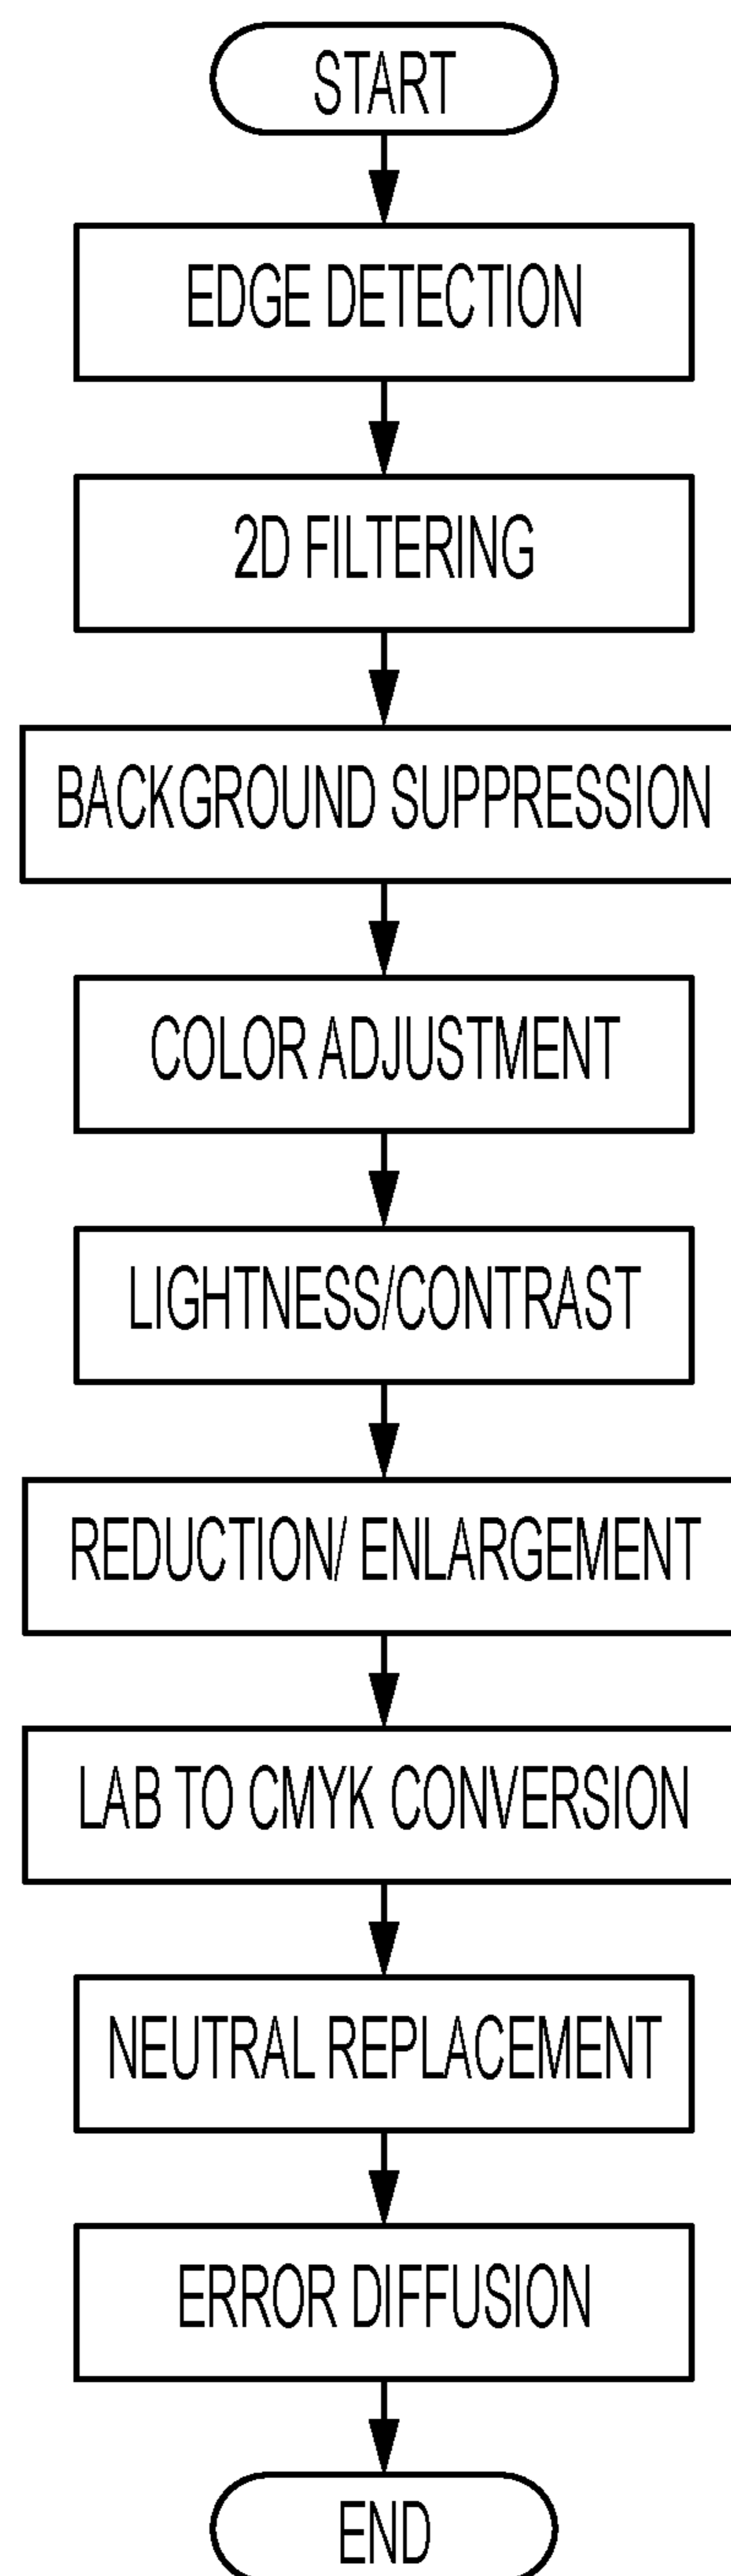 START
EDGE DETECTION
2D FILTERING
BACKGROUND SUPPRESSION
COLOR ADJUSTMENT
LIGHTNESS/CONTRAST
REDUCTION/ ENLARGEMENT
LAB TO CMYK CONVERSION
NEUTRAL REPLACEMENT
ERROR DIFFUSION
END